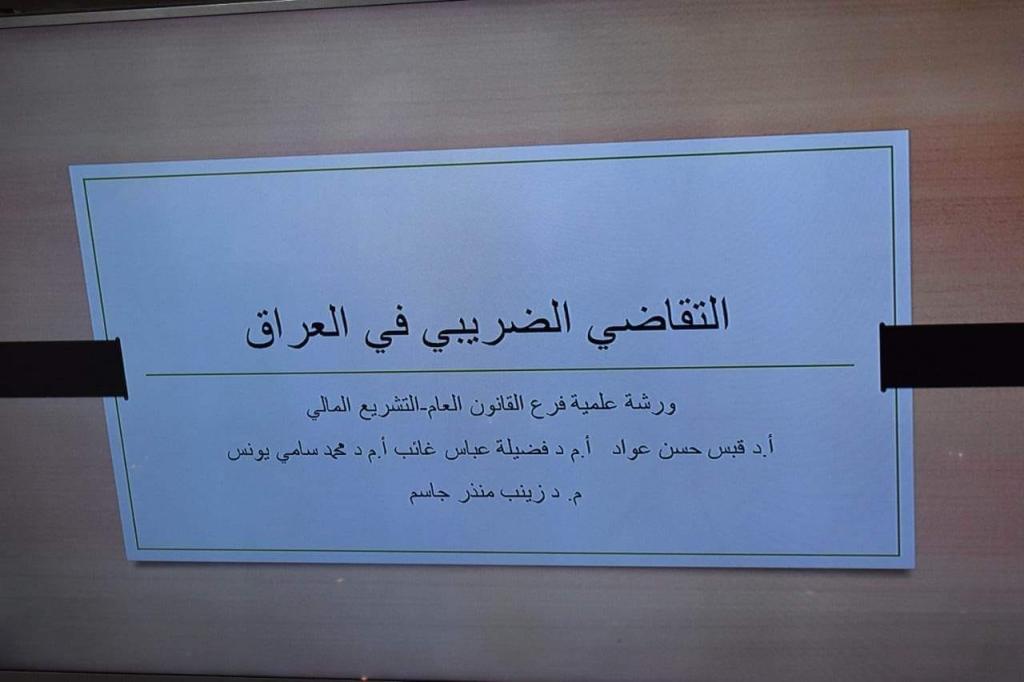 التقاضي الضريبي في العراق
ورشة علمية فرع القانون العام-التشريع المالي
أ.د قبس حسن عواد أ.م د فضيلة عباس غائب أ.م د محمد سامي يونس
م. د زينب منذر جاسم